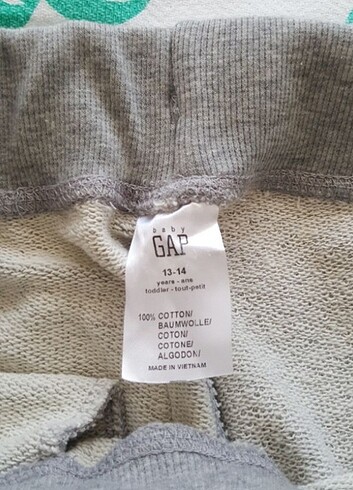 baby
GAP
13-14
years - ans
toddler - tout-petit
100% COTTON/
BAUMWOLLE/
COTON/
COTONE/
ALGODON/
MADE IN VIETNAM